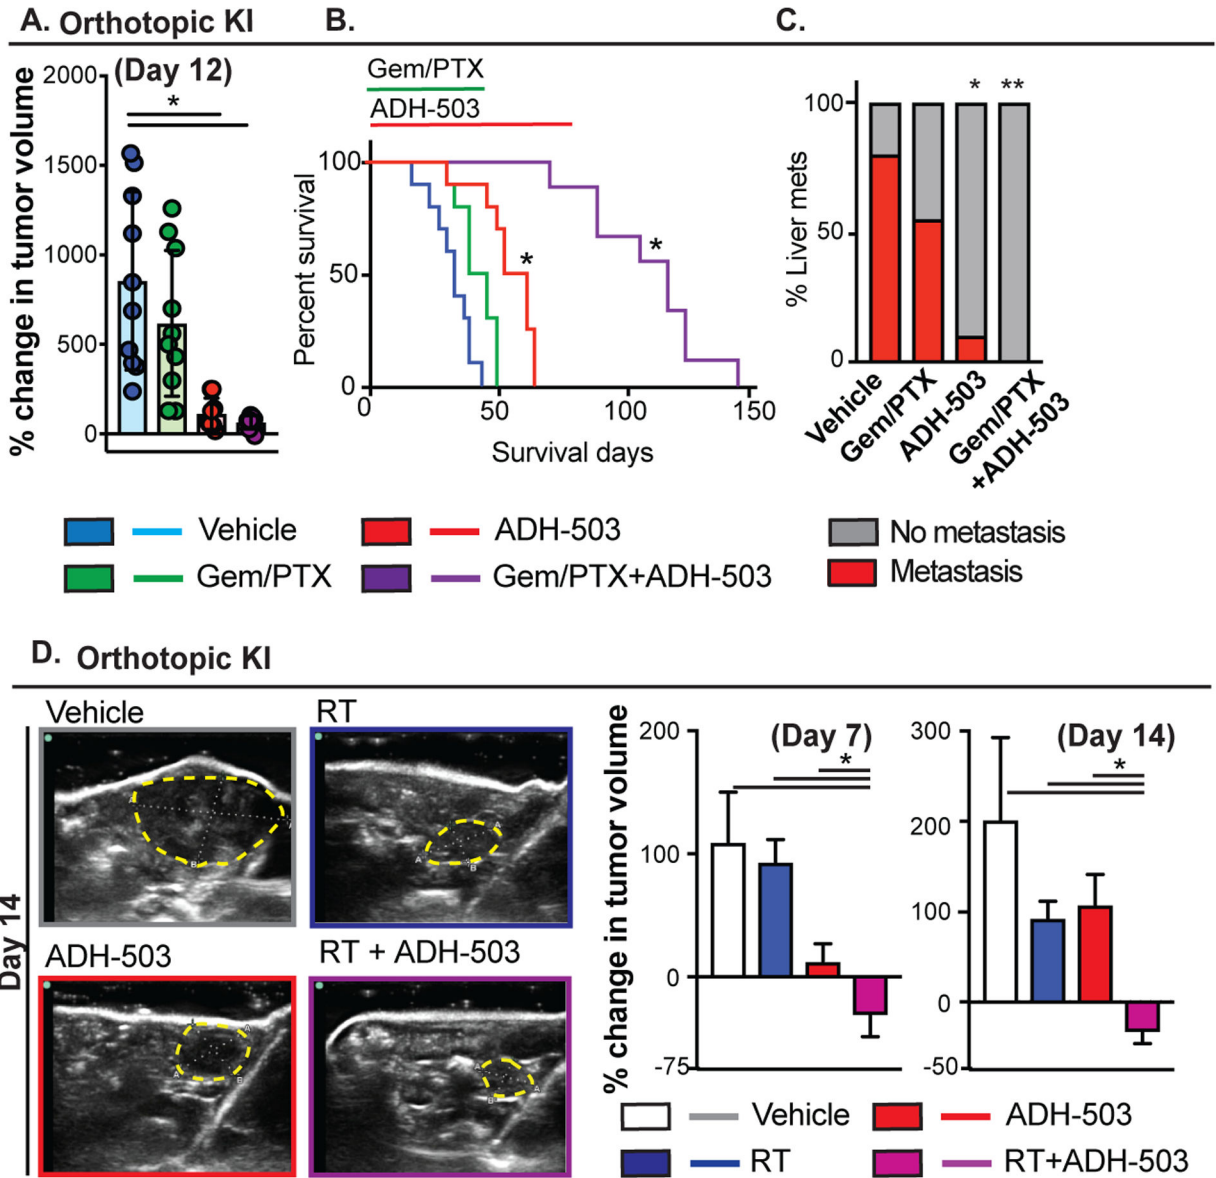 A. Orthotopic KI
B.
C.
(Day 12)
% change in tumor volume
2000
1500
1000
500
0
*
Gem/PTX
ADH-503
Percent survival
100
50
0
0
50
100
150
Survival days
*
*
% Liver mets
100
50
0
*
**
Vehicle
Gem/PTX
ADH-503
Gem/PTX
+ADH-503
Vehicle
ADH-503
Gem/PTX
Gem/PTX+ADH-503
No metastasis
Metastasis
D. Orthotopic KI
Day 14
Vehicle
RT
ADH-503
RT + ADH-503
A
B
A
A
B
A
A
B
A
A
B
% change in tumor volume
200
100
0
-75
(Day 7)
*
300
200
100
0
-50
(Day 14)
*
Vehicle
ADH-503
RT
RT+ADH-503